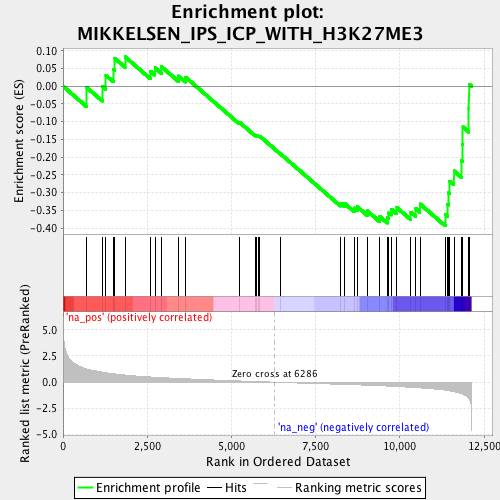 Enrichment plot:
MIKKELSEN_IPS_ICP_WITH_H3K27ME3
Enrichment score (ES)
0.10
0.05
0.00
-0.05
-0.10
-0.15
-0.20
-0.25
-0.30
-0.35
-0.40
'na_pos' (positively correlated)
Ranked list metric (PreRanked)
5.0
2.5
0.0
-2.5
-5.0
Zero cross at 6286
'na_neg' (negatively correlated)
0
2,500
5,000
7,500
10,000
12,500
Rank in Ordered Dataset
Enrichment profile
Hits
Ranking metric scores